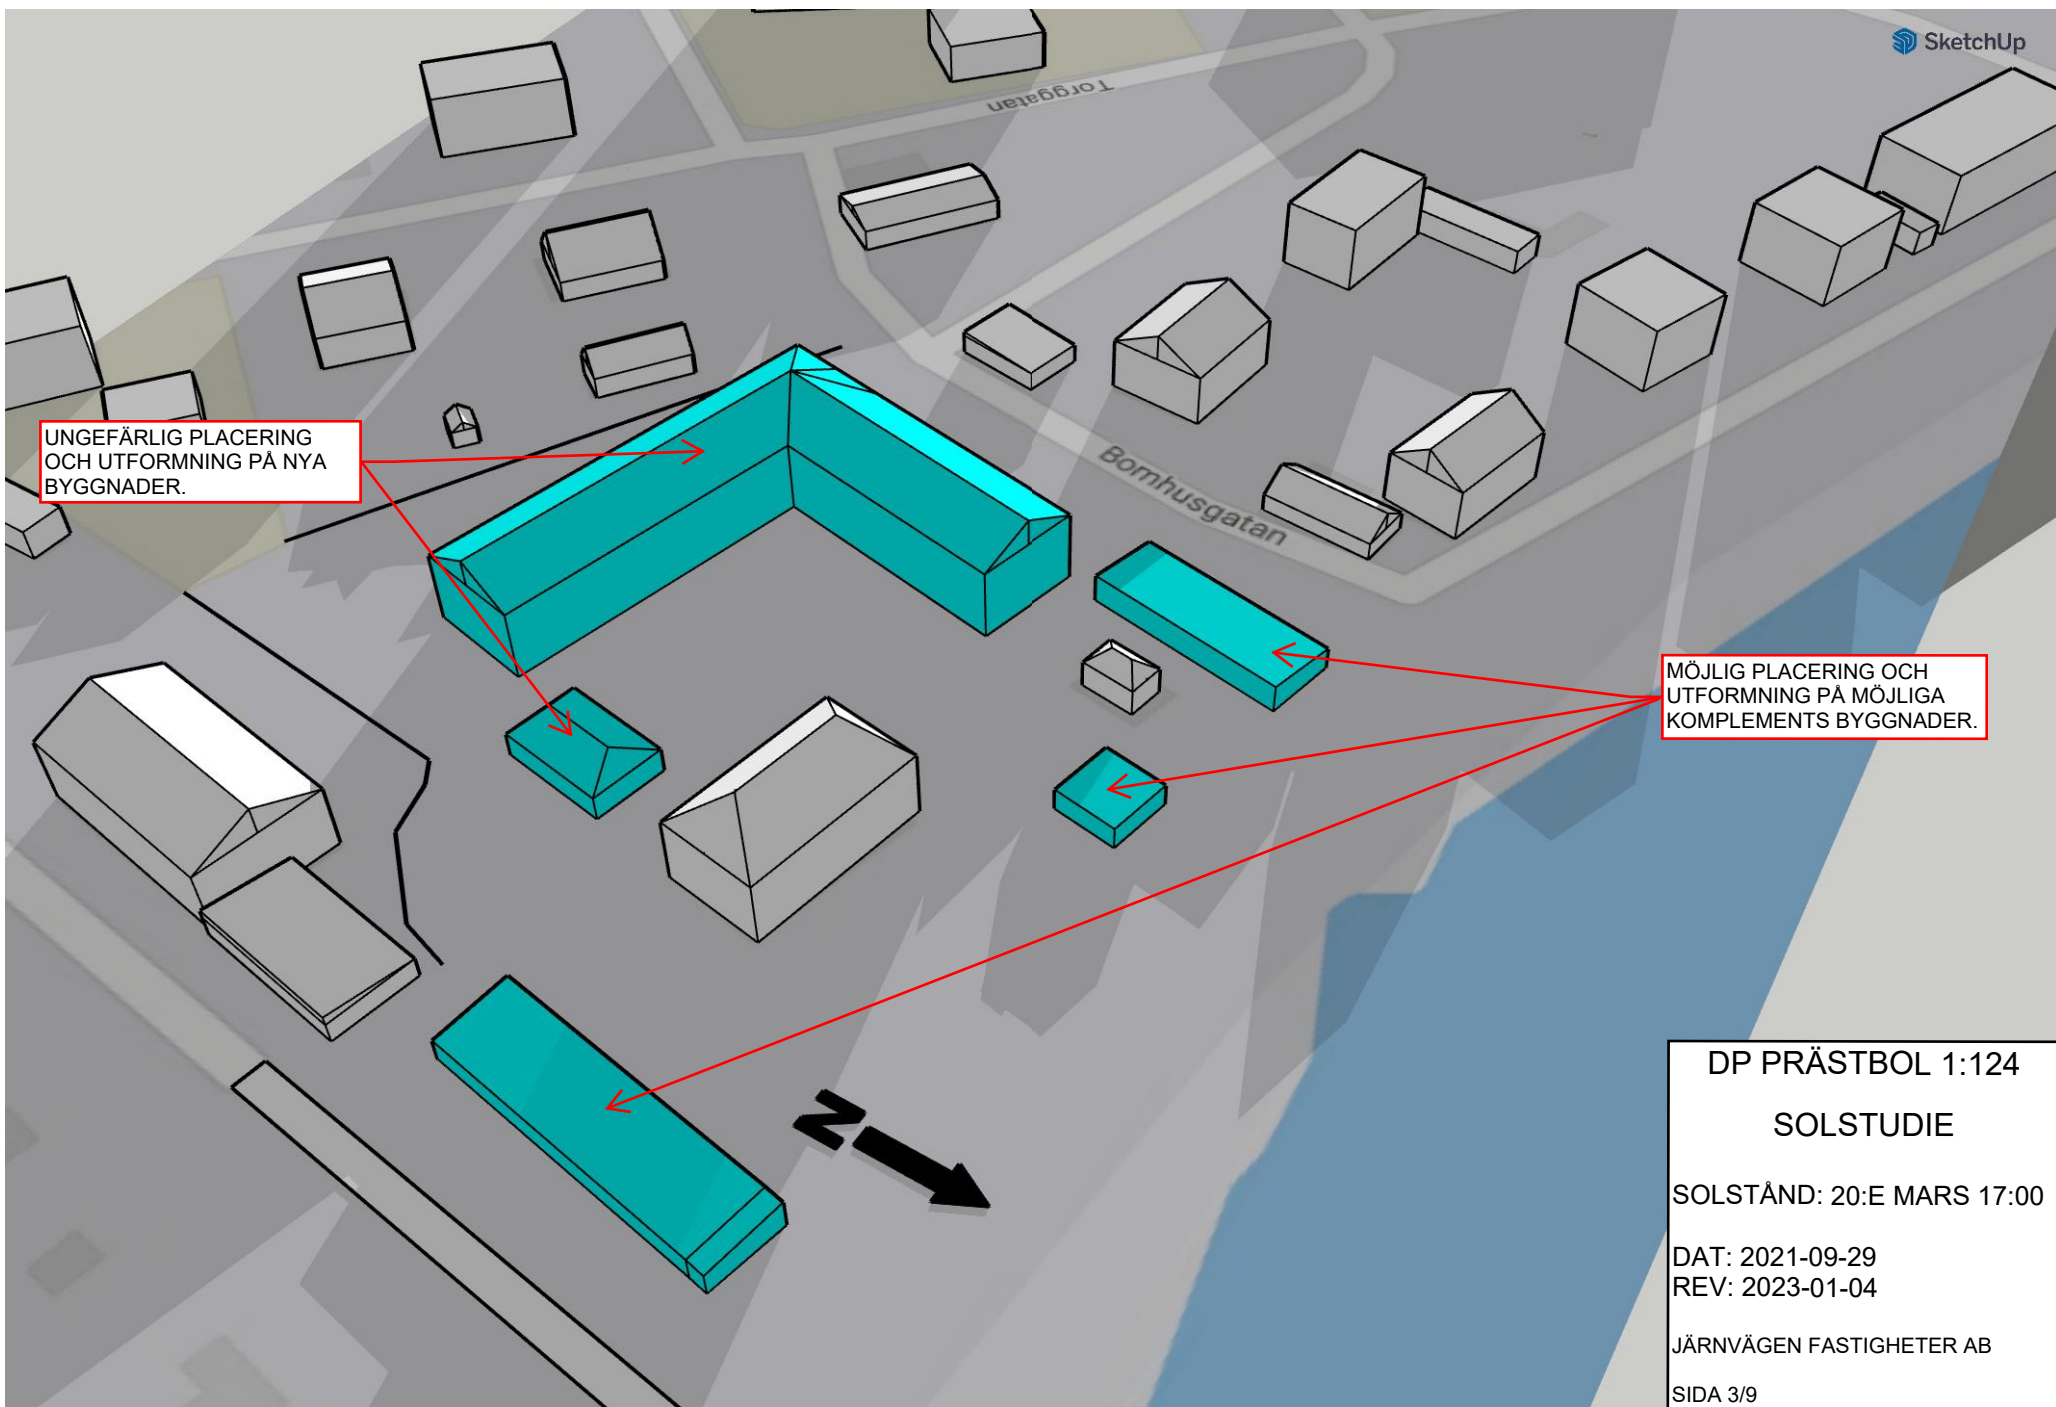 SketchUp
Torggatan
UNGEFÄRLIG PLACERING
OCH UTFORMNING PÅ NYA
BYGGNADER.
Bomhusgatan
MÖJLIG PLACERING OCH
UTFORMNING PÅ MÖJLIGA
KOMPLEMENTS BYGGNADER.
N
DP PRÄSTBOL 1:124
SOLSTUDIE
SOLSTÅND: 20:E MARS 17:00
DAT: 2021-09-29
REV: 2023-01-04
JÄRNVÄGEN FASTIGHETER AB
SIDA 3/9